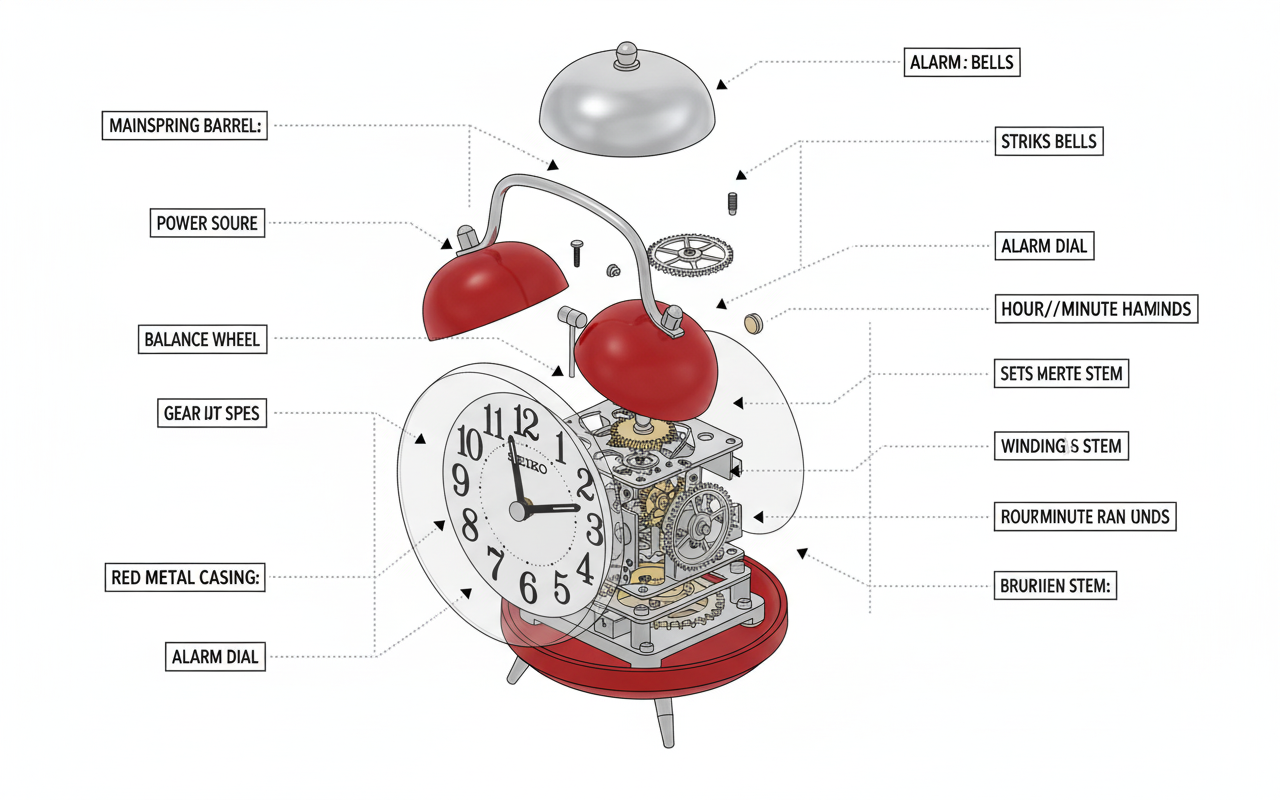 ALARM: BELLS
MAINSPRING BARREL:
STRIKS BELLS
POWER SOURE
ALARM DIAL
HOUR//MINUTE HAMINDS
BALANCE WHEEL
SETS MERTE STEM
GEAR IJT SPES
WINDING S STEM
ROURMINUTE RAN UNDS
RED METAL CASING:
BRURIIEN STEM:
ALARM DIAL
12
11
1
10
SEIKO
2
9
3
8
4
7
6
5